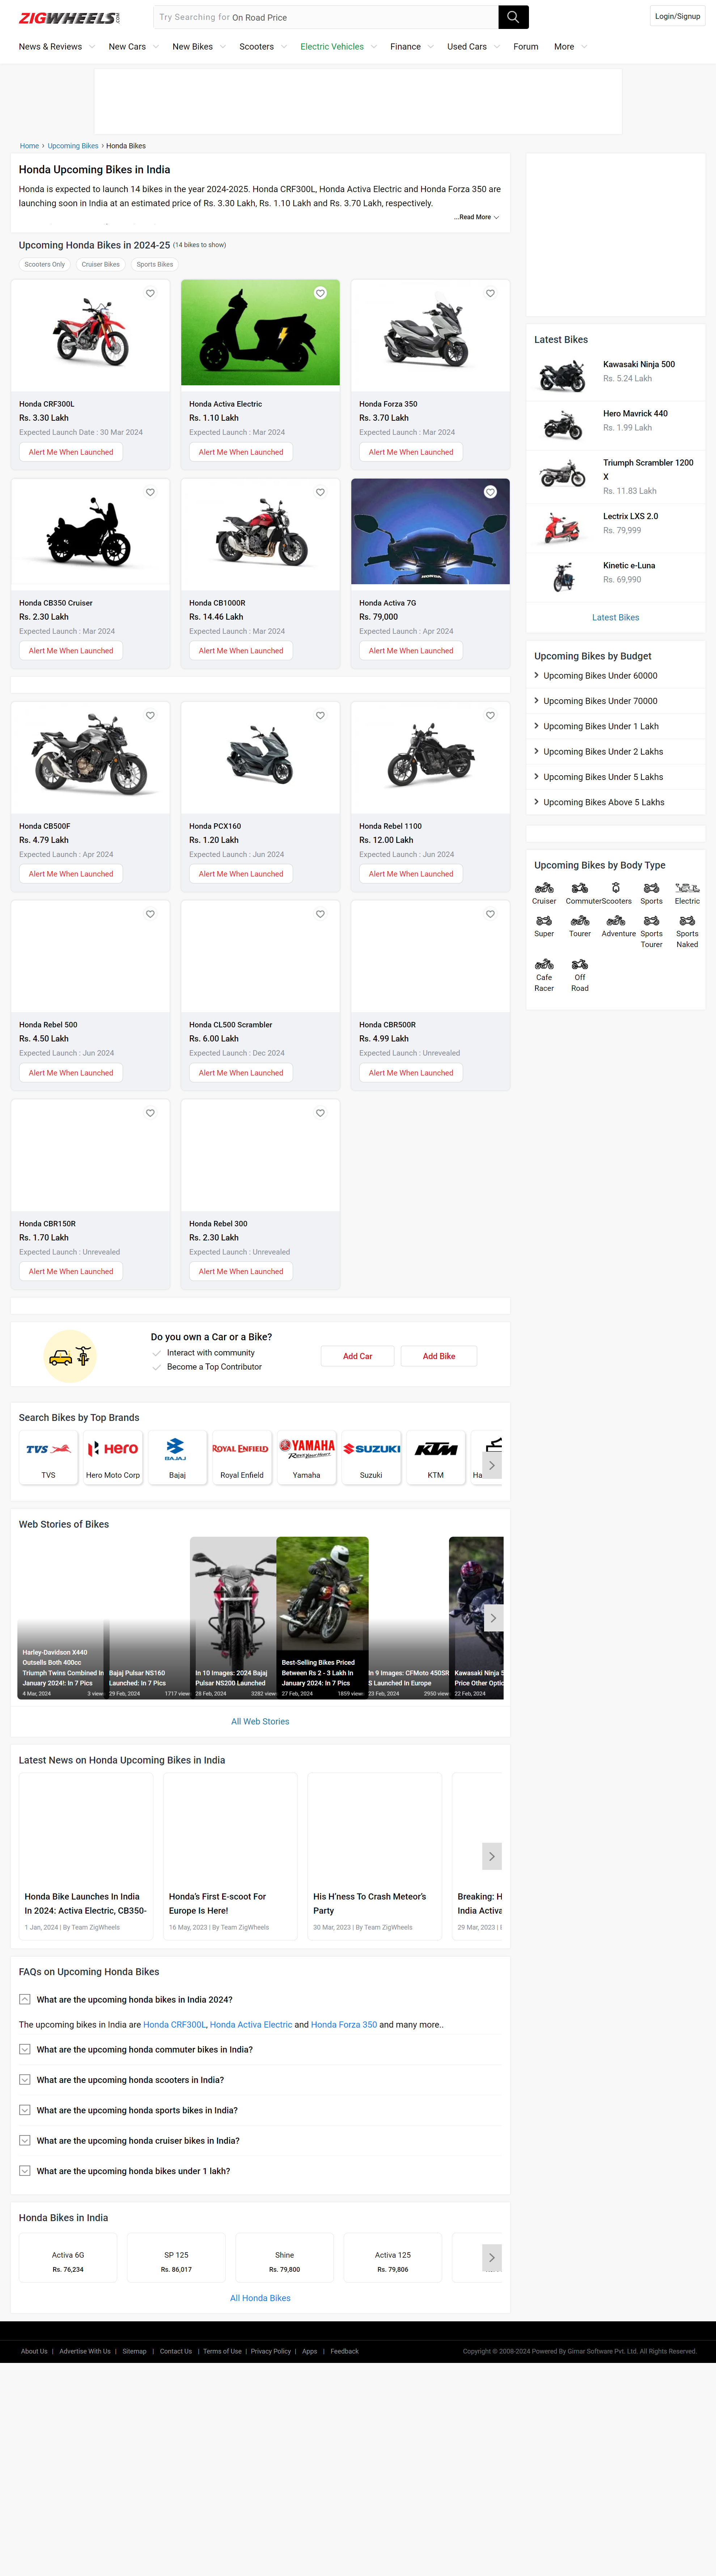 ZIGWHEELS.COM
Try Searching for On Road Price
Login/Signup
News & Reviews
New Cars
New Bikes
Scooters
Electric Vehicles
Finance
Used Cars
Forum
More
Home › Upcoming Bikes › Honda Bikes
Honda Upcoming Bikes in India
Honda is expected to launch 14 bikes in the year 2024-2025. Honda CRF300L, Honda Activa Electric and Honda Forza 350 are
launching soon in India at an estimated price of Rs. 3.30 Lakh, Rs. 1.10 Lakh and Rs. 3.70 Lakh, respectively.
...Read More
Upcoming Honda Bikes in 2024-25 (14 bikes to show)
Scooters Only
Cruiser Bikes
Sports Bikes
Honda CRF300L
Rs. 3.30 Lakh
Expected Launch Date : 30 Mar 2024
Alert Me When Launched
Honda Activa Electric
Rs. 1.10 Lakh
Expected Launch : Mar 2024
Alert Me When Launched
Honda Forza 350
Rs. 3.70 Lakh
Expected Launch : Mar 2024
Alert Me When Launched
Honda CB350 Cruiser
Rs. 2.30 Lakh
Expected Launch : Mar 2024
Alert Me When Launched
Honda CB1000R
Rs. 14.46 Lakh
Expected Launch : Mar 2024
Alert Me When Launched
HONDA
Honda Activa 7G
Rs. 79,000
Expected Launch : Apr 2024
Alert Me When Launched
Honda CB500F
Rs. 4.79 Lakh
Expected Launch : Apr 2024
Alert Me When Launched
Honda PCX160
Rs. 1.20 Lakh
Expected Launch : Jun 2024
Alert Me When Launched
Honda Rebel 1100
Rs. 12.00 Lakh
Expected Launch : Jun 2024
Alert Me When Launched
Honda Rebel 500
Rs. 4.50 Lakh
Expected Launch : Jun 2024
Alert Me When Launched
Honda CL500 Scrambler
Rs. 6.00 Lakh
Expected Launch : Dec 2024
Alert Me When Launched
Honda CBR500R
Rs. 4.99 Lakh
Expected Launch : Unrevealed
Alert Me When Launched
Honda CBR150R
Rs. 1.70 Lakh
Expected Launch : Unrevealed
Alert Me When Launched
Honda Rebel 300
Rs. 2.30 Lakh
Expected Launch : Unrevealed
Alert Me When Launched
Latest Bikes
Kawasaki Ninja 500
Rs. 5.24 Lakh
Hero Mavrick 440
Rs. 1.99 Lakh
Triumph Scrambler 1200
X
Rs. 11.83 Lakh
Lectrix LXS 2.0
Rs. 79,999
Kinetic e-Luna
Rs. 69,990
Latest Bikes
Upcoming Bikes by Budget
Upcoming Bikes Under 60000
Upcoming Bikes Under 70000
Upcoming Bikes Under 1 Lakh
Upcoming Bikes Under 2 Lakhs
Upcoming Bikes Under 5 Lakhs
Upcoming Bikes Above 5 Lakhs
Upcoming Bikes by Body Type
Cruiser
Commuter
Scooters
Sports
Electric
Super
Tourer
Adventure
Sports
Tourer
Sports
Naked
Cafe
Racer
Off
Road
Do you own a Car or a Bike?
Interact with community
Become a Top Contributor
Add Car
Add Bike
Search Bikes by Top Brands
TVS
TVS
Hero
Hero Moto Corp
BAJAJ
Bajaj
ROYAL ENFIELD
Royal Enfield
YAMAHA
Revs Your Heart
Yamaha
SUZUKI
Suzuki
KTM
KTM
Ha
Web Stories of Bikes
Harley-Davidson X440
Outsells Both 400cc
Triumph Twins Combined In
January 2024!: In 7 Pics
4 Mar, 2024
3 view
Bajaj Pulsar NS160
Launched: In 7 Pics
29 Feb, 2024
1717 view
In 10 Images: 2024 Bajaj
Pulsar NS200 Launched
28 Feb, 2024
3282 view
Best-Selling Bikes Priced
Between Rs 2 - 3 Lakh In
January 2024: In 7 Pics
27 Feb, 2024
1859 view
In 9 Images: CFMoto 450SR
S Launched In Europe
23 Feb, 2024
2950 view
Kawasaki Ninja 5
Price Other Optic
22 Feb, 2024
All Web Stories
Latest News on Honda Upcoming Bikes in India
Honda Bike Launches In India
In 2024: Activa Electric, CB350-
1 Jan, 2024 | By Team ZigWheels
Honda's First E-scoot For
Europe Is Here!
16 May, 2023 | By Team ZigWheels
His H'ness To Crash Meteor's
Party
30 Mar, 2023 | By Team ZigWheels
Breaking: H
India Activa
29 Mar, 2023 |
FAQs on Upcoming Honda Bikes
What are the upcoming honda bikes in India 2024?
The upcoming bikes in India are Honda CRF300L, Honda Activa Electric and Honda Forza 350 and many more..
What are the upcoming honda commuter bikes in India?
What are the upcoming honda scooters in India?
What are the upcoming honda sports bikes in India?
What are the upcoming honda cruiser bikes in India?
What are the upcoming honda bikes under 1 lakh?
Honda Bikes in India
Activa 6G
Rs. 76,234
SP 125
Rs. 86,017
Shine
Rs. 79,800
Activa 125
Rs. 79,806
All Honda Bikes
About Us | Advertise With Us | Sitemap | Contact Us | Terms of Use | Privacy Policy | Apps | Feedback
Copyright © 2008-2024 Powered By Girnar Software Pvt. Ltd. All Rights Reserved.